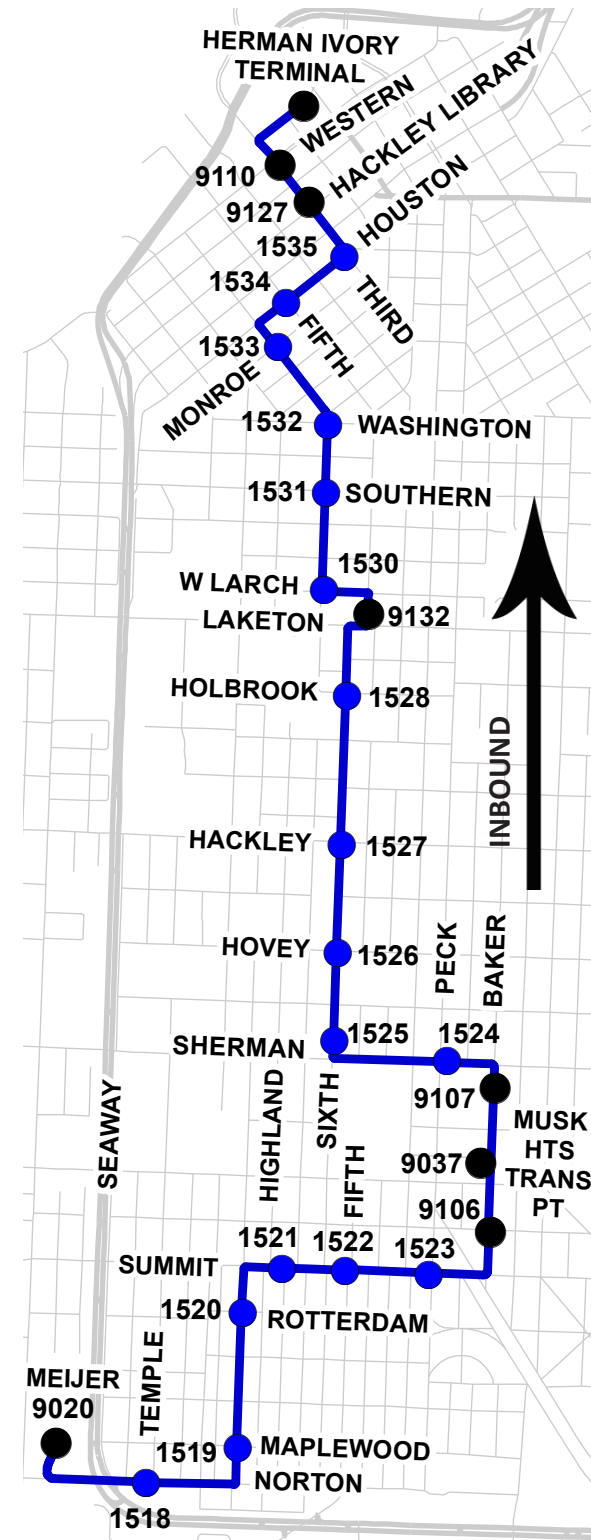 HERMAN IVORY
TERMINAL
WESTERN
HACKLEY LIBRARY
9110
9127
HOUSTON
1535
1534
THIRD
FIFTH
1533
MONROE
1532
WASHINGTON
1531
SOUTHERN
1530
W LARCH
LAKETON
9132
HOLBROOK
1528
INBOUND
HACKLEY
1527
PECK
BAKER
HOVEY
1526
1525
1524
SHERMAN
9107
SEAWAY
HIGHLAND
SIXTH
FIFTH
MUSK
HTS
TRANS
PT
9037
9106
1521
1522
1523
SUMMIT
1520
ROTTERDAM
TEMPLE
MEIJER
9020
1519
MAPLEWOOD
NORTON
1518